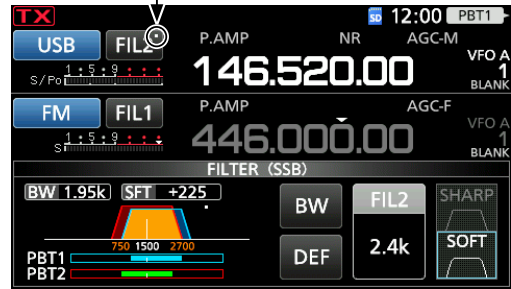 TX 12:00 PBT1
USB FIL2 P.AMP NR AGC-M
S/Po 1 5 9 146.520.00 VFO A 1 BLANK
FM FIL1 P.AMP AGC-F
S 1 5 9 446.000.00 VFO A 1 BLANK
FILTER (SSB)
BW 1.95k SFT +225
750 1500 2700
PBT1
PBT2
BW
DEF
FIL2
2.4k
SHARP
SOFT